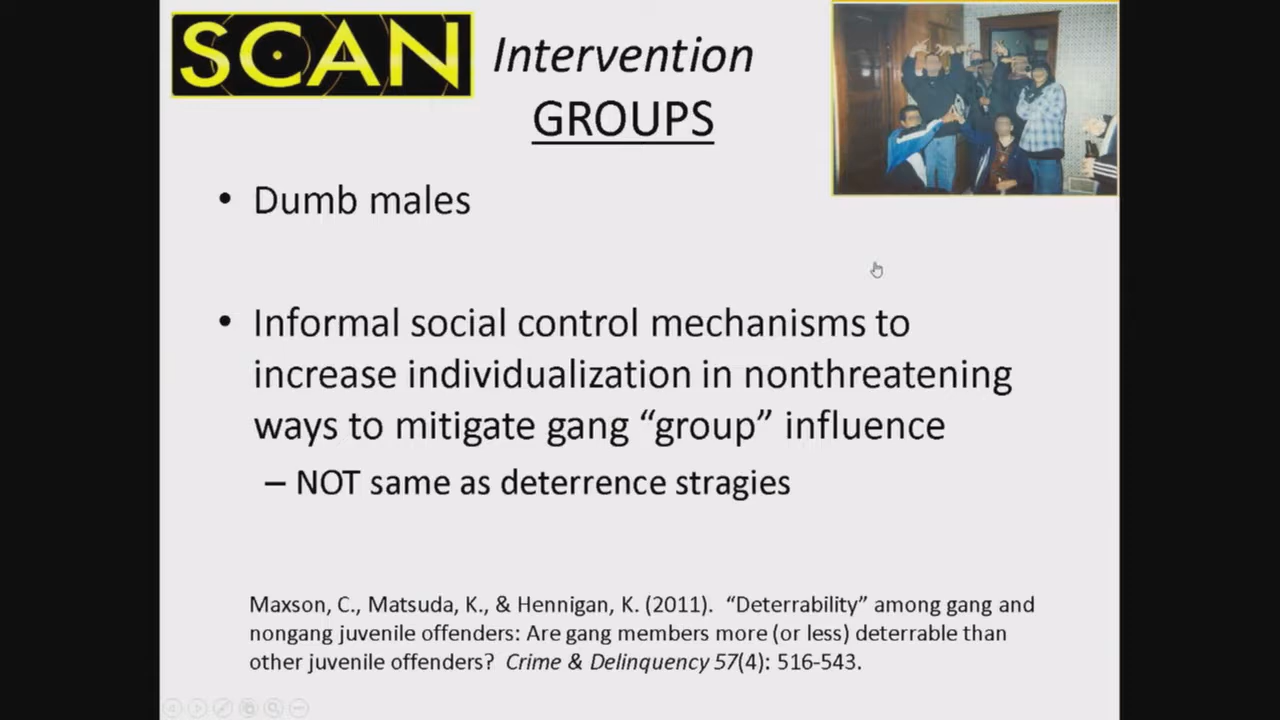 SCAN
Intervention
GROUPS
• Dumb males
• Informal social control mechanisms to
increase individualization in nonthreatening
ways to mitigate gang “group” influence
– NOT same as deterrence stragies
Maxson, C., Matsuda, K., & Hennigan, K. (2011). “Deterrability” among gang and
nongang juvenile offenders: Are gang members more (or less) deterrable than
other juvenile offenders? Crime & Delinquency 57(4): 516-543.